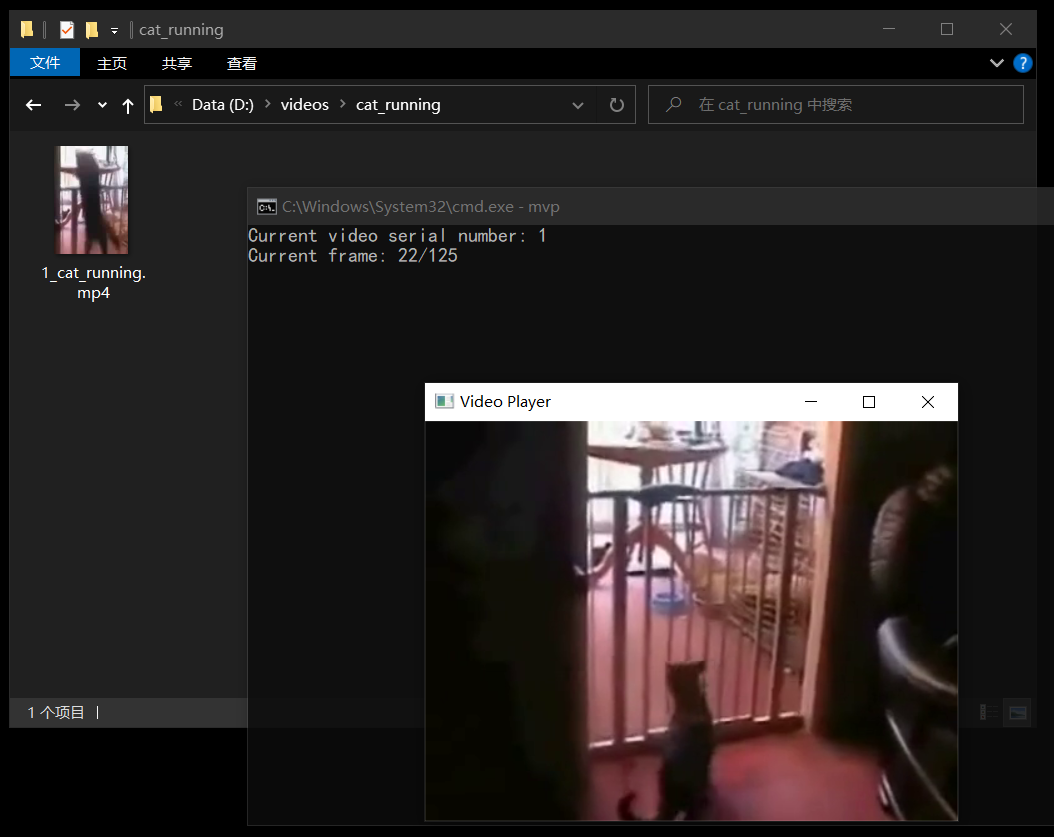 cat_running
文件 主页 共享 查看
« Data (D:) > videos > cat_running
在 cat_running 中搜索
1_cat_running.
mp4
C:\Windows\System32\cmd.exe - mvp
Current video serial number: 1
Current frame: 22/125
Video Player
1 个项目